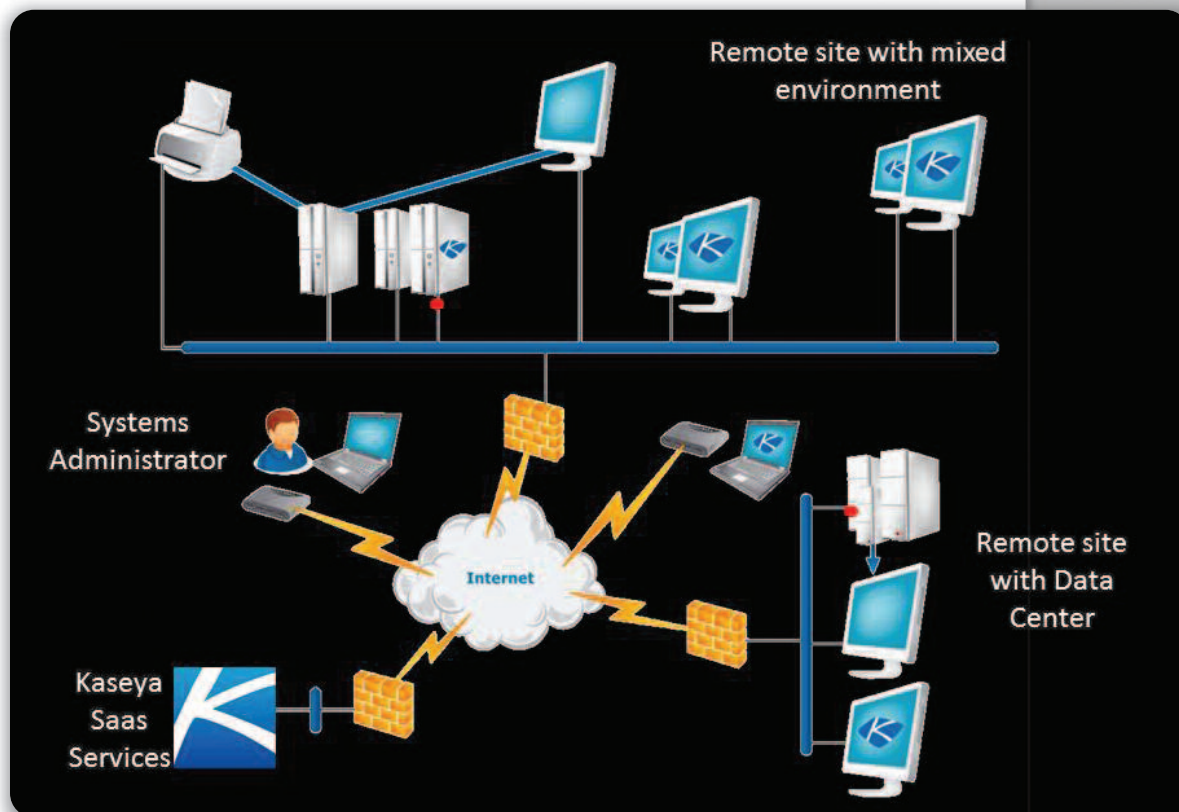 Remote site with mixed
environment
Systems
Administrator
Internet
Remote site
with Data
Center
Kaseya
Saas
Services